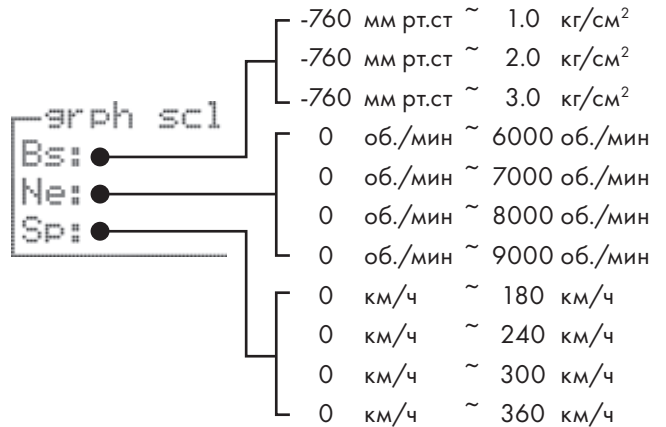 grph scl
Bs:
Ne:
Sp:
-760 мм рт.ст ~ 1.0 кг/см²
-760 мм рт.ст ~ 2.0 кг/см²
-760 мм рт.ст ~ 3.0 кг/см²
0 об./мин ~ 6000 об./мин
0 об./мин ~ 7000 об./мин
0 об./мин ~ 8000 об./мин
0 об./мин ~ 9000 об./мин
0 км/ч ~ 180 км/ч
0 км/ч ~ 240 км/ч
0 км/ч ~ 300 км/ч
0 км/ч ~ 360 км/ч